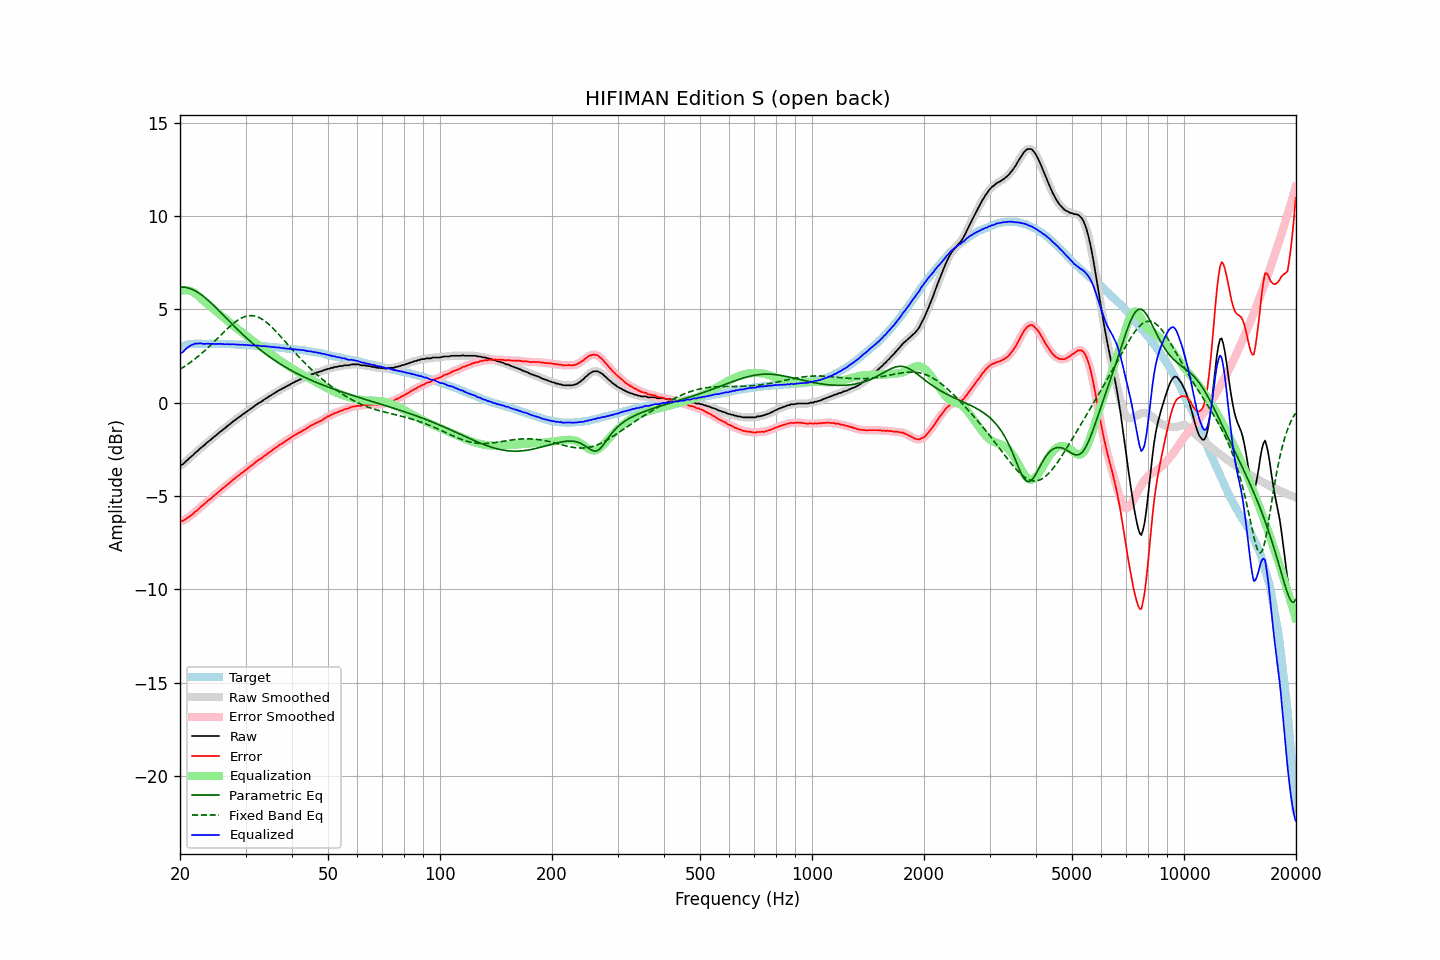 HIFIMAN Edition S (open back)
15
10
5
0
−5
−10
−15
−20
Amplitude (dBr)
Target
Raw Smoothed
Error Smoothed
Raw
Error
Equalization
Parametric Eq
Fixed Band Eq
Equalized
20 50 100 200 500 1000 2000 5000 10000 20000
Frequency (Hz)